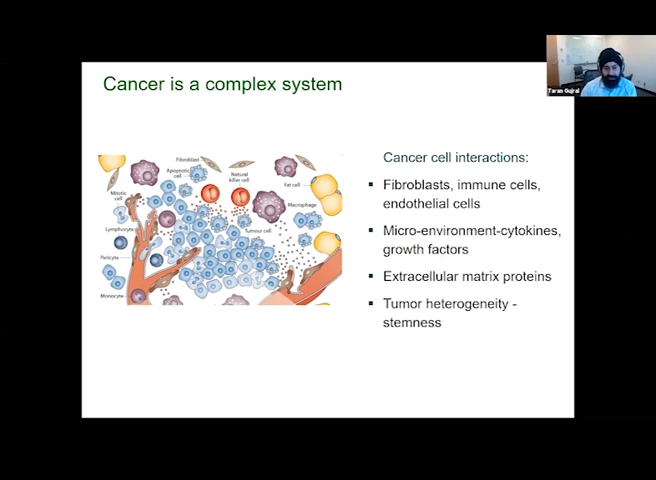 Cancer is a complex system
Taran Gujral
Cancer cell interactions:
▪ Fibroblasts, immune cells,
endothelial cells
▪ Micro-environment-cytokines,
growth factors
▪ Extracellular matrix proteins
▪ Tumor heterogeneity -
stemness
Fibroblast
Apoptotic
cell
Natural
killer cell
Fat cell
Mitotic
cell
Macrophage
Lymphocyte
Tumour cell
Pericyte
Monocyte